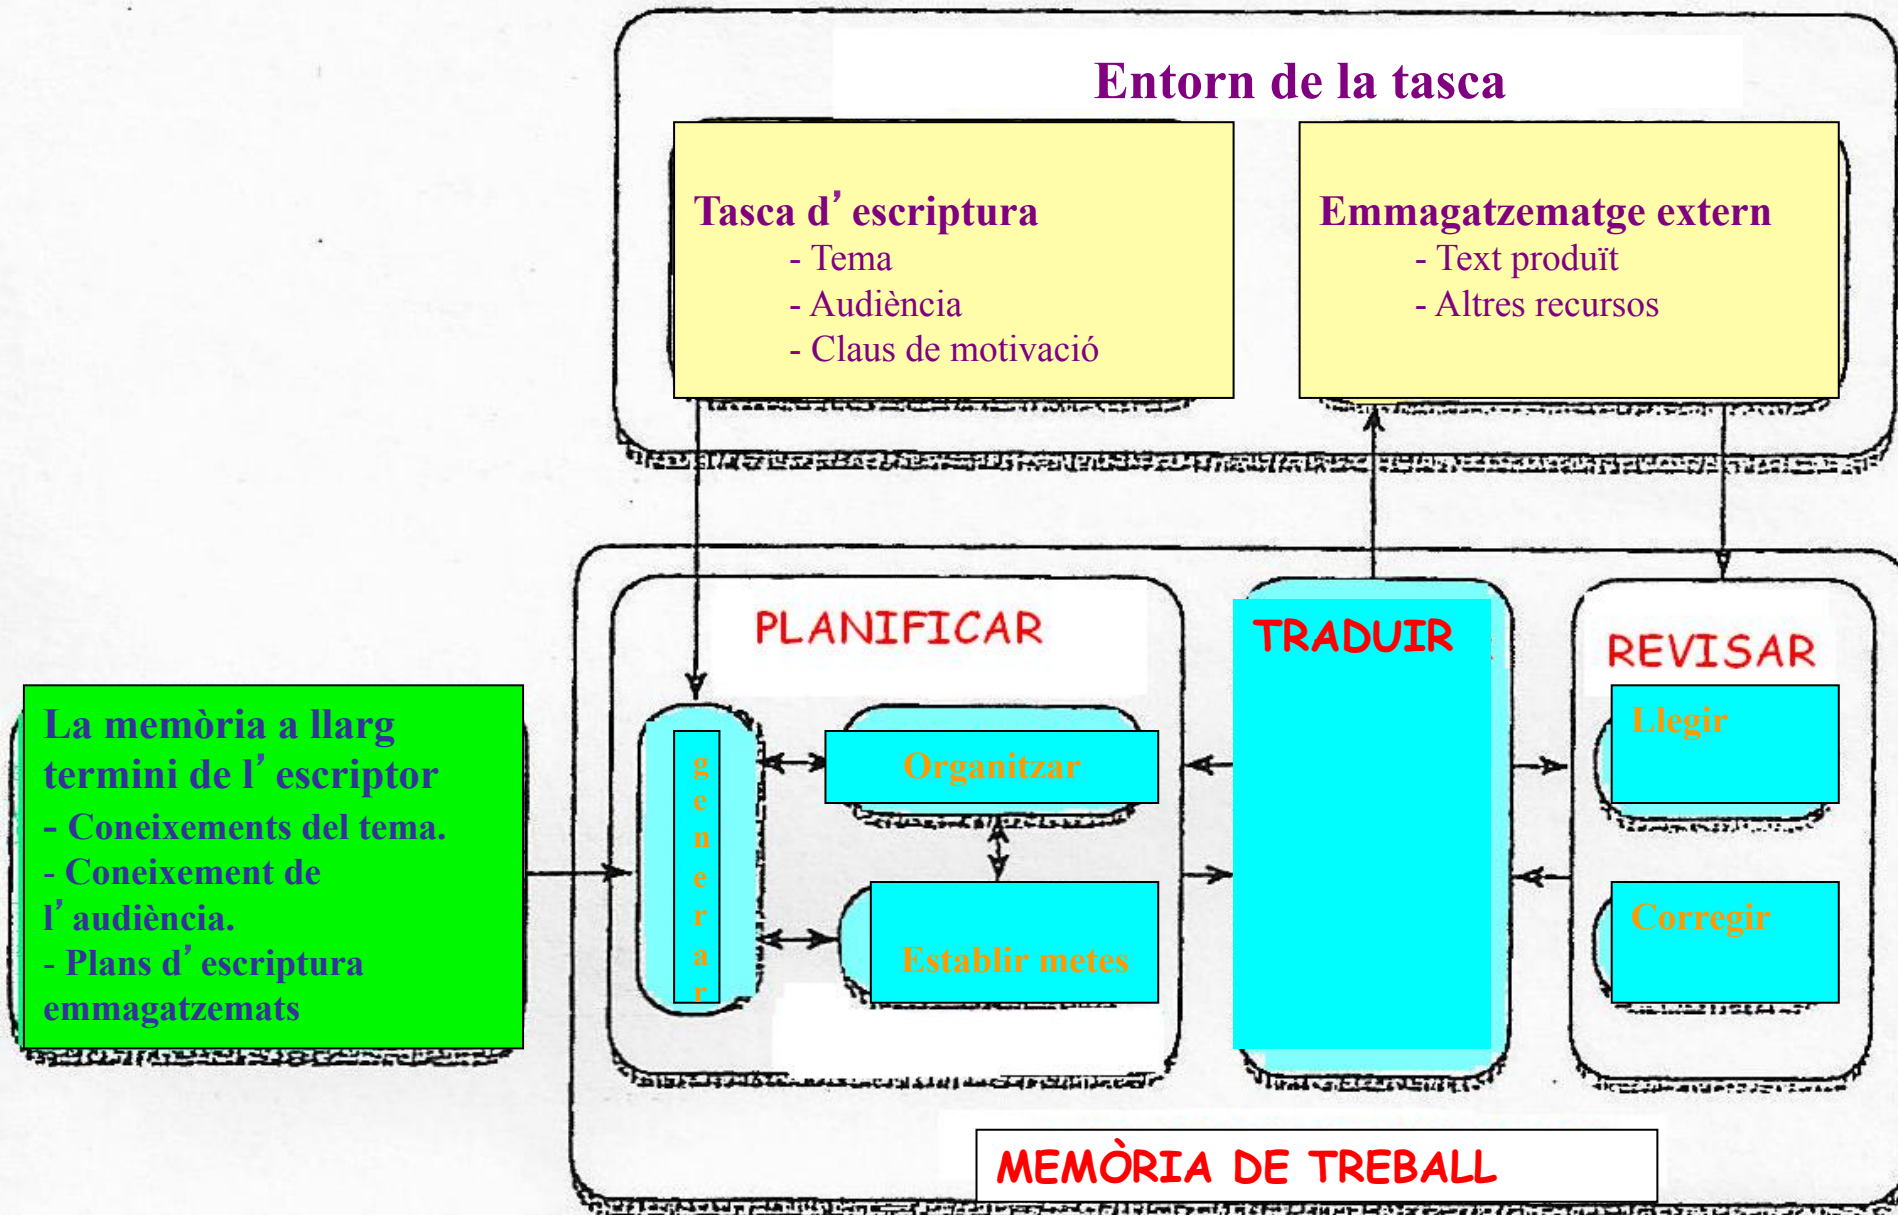 Entorn de la tasca
Tasca d’ escriptura
- Tema
- Audiència
- Claus de motivació
Emmagatzematge extern
- Text produït
- Altres recursos
PLANIFICAR
TRADUIR
REVISAR
La memòria a llarg
termini de l’ escriptor
- Coneixements del tema.
- Coneixement de
l’ audiència.
- Plans d’ escriptura
emmagatzemats
generar
Organitzar
Establir metes
Llegir
Corregir
MEMÒRIA DE TREBALL